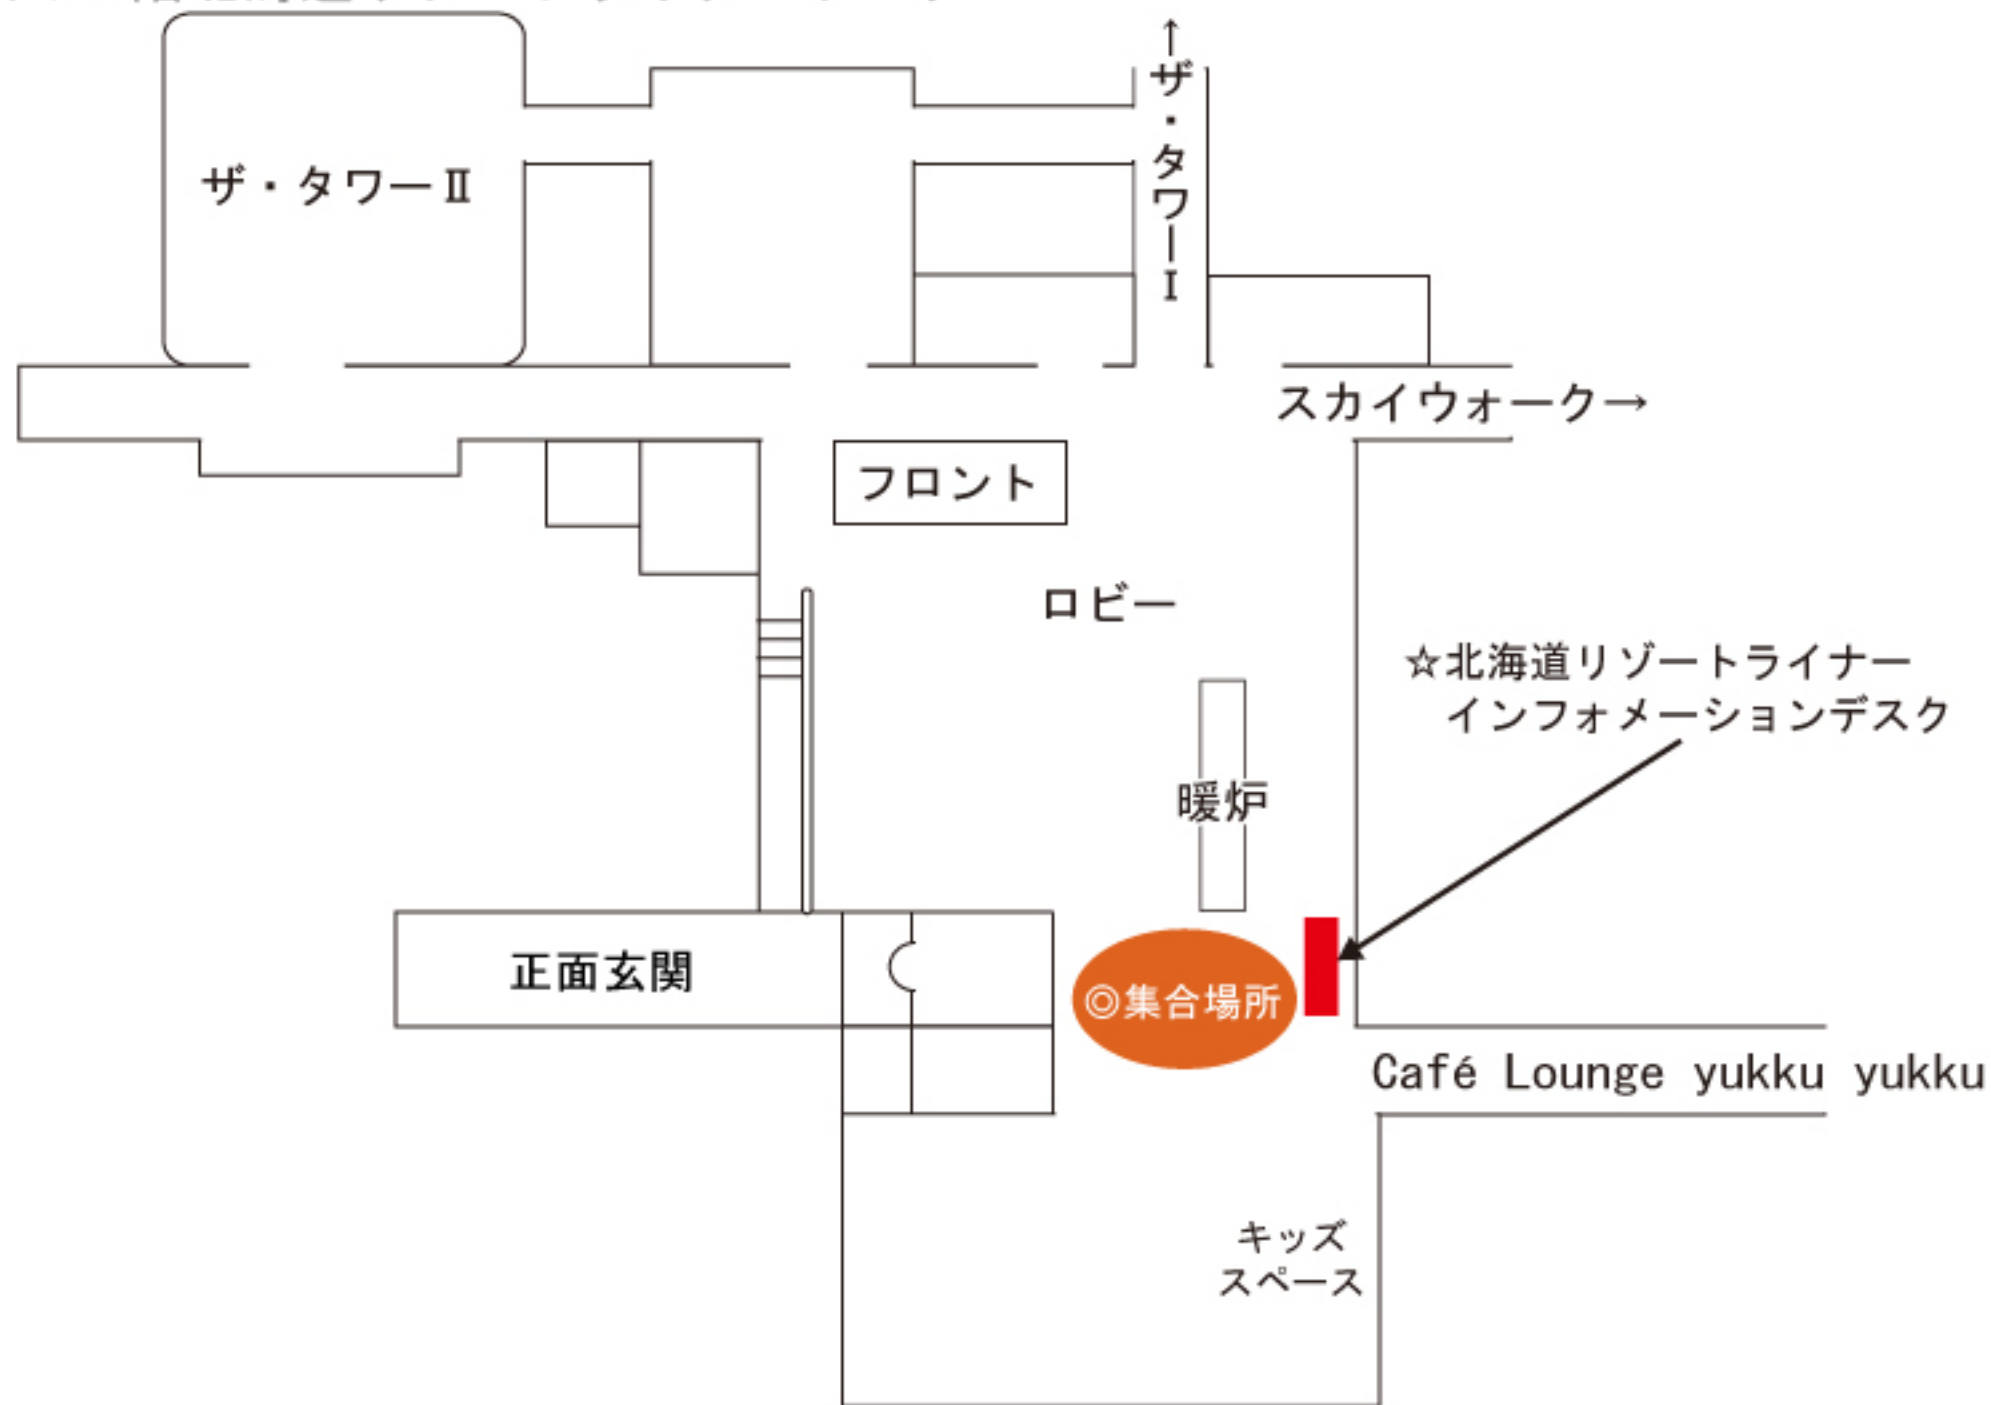 ↑ザ・タワーⅠ
ザ・タワーⅡ
スカイウォーク→
フロント
ロビー
☆北海道リゾートライナー
インフォメーションデスク
暖炉
正面玄関
◎集合場所
Café Lounge yukku yukku
キッズ
スペース